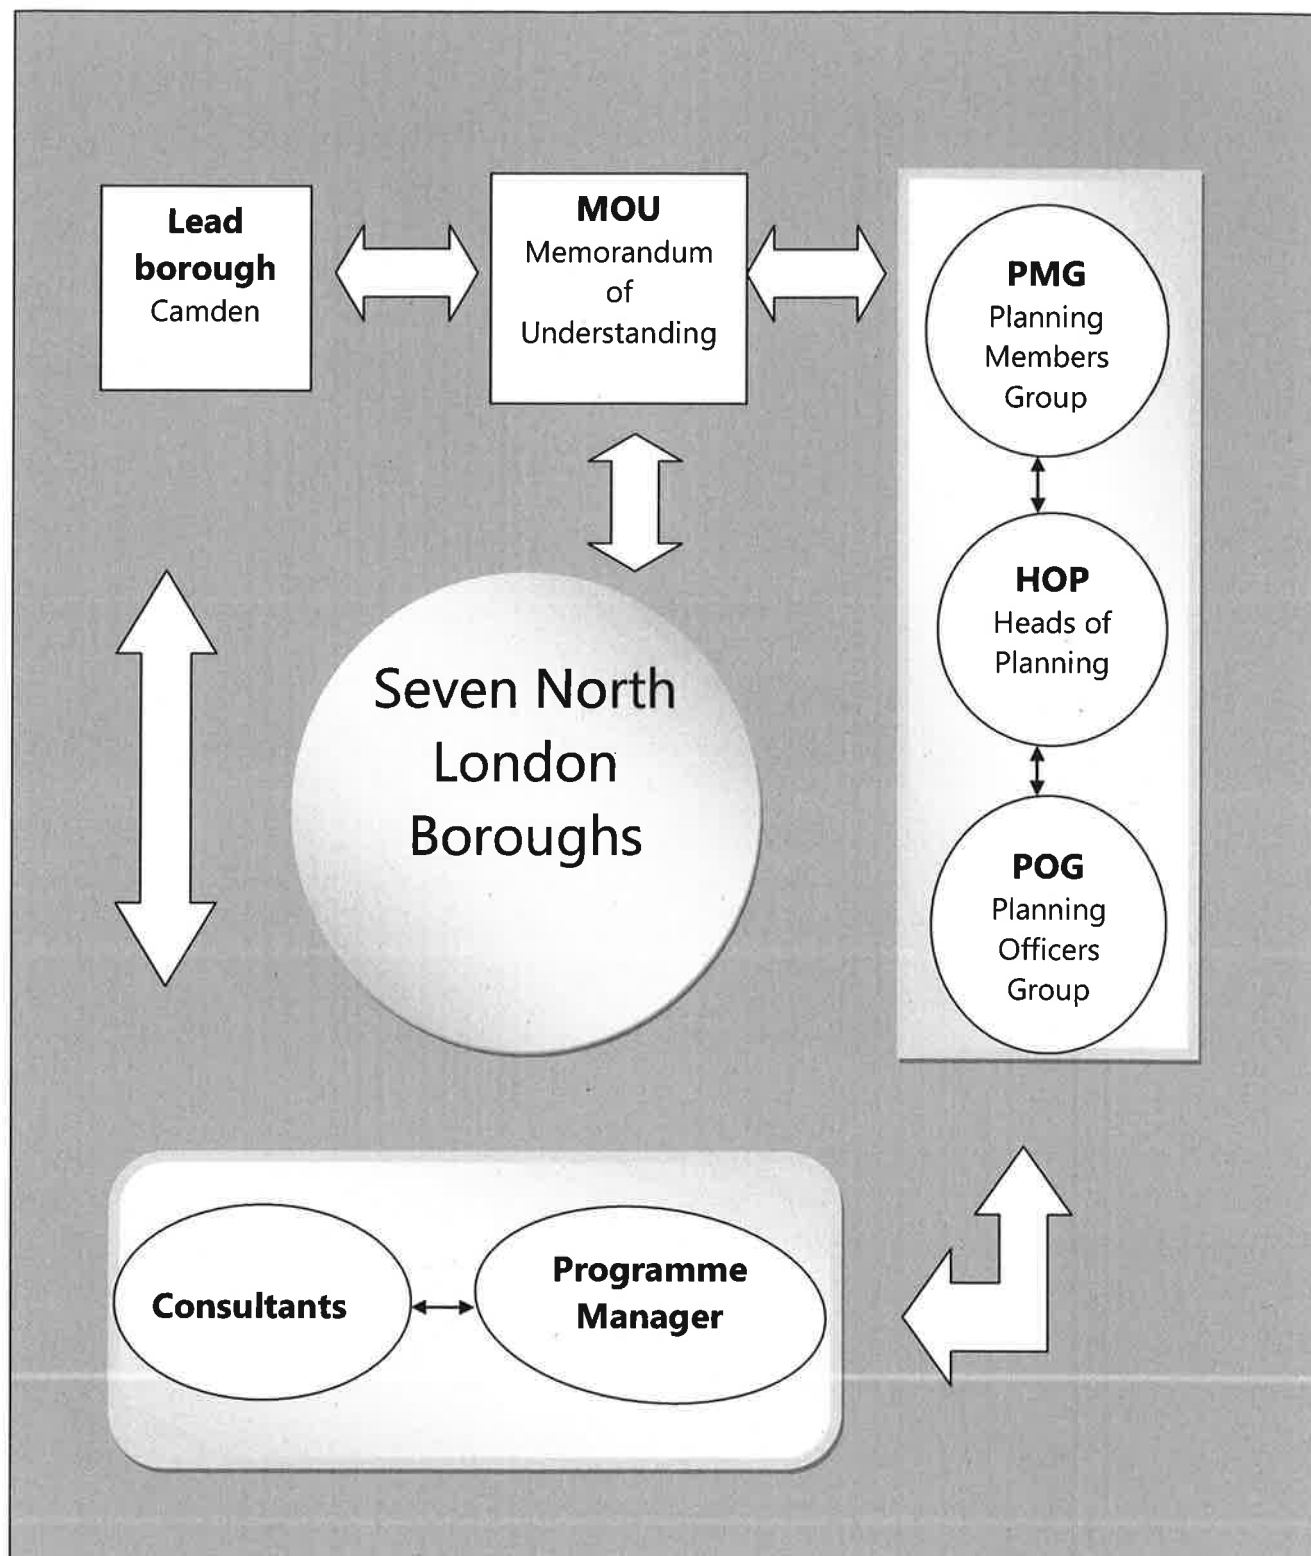 Lead
borough
Camden
MOU
Memorandum
of
Understanding
PMG
Planning
Members
Group
HOP
Heads of
Planning
POG
Planning
Officers
Group
Seven North
London
Boroughs
Consultants
Programme
Manager